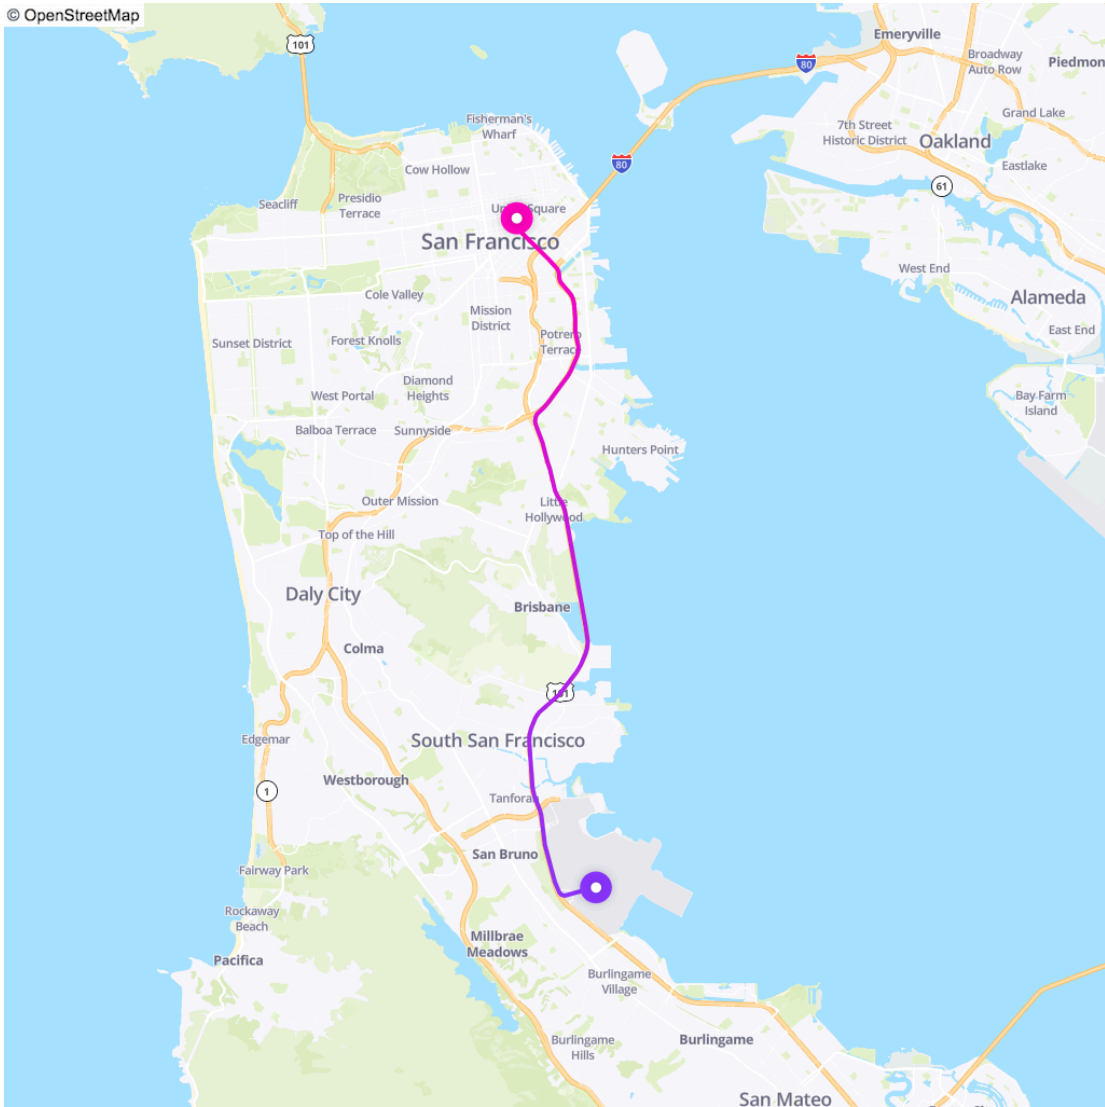 © OpenStreetMap
101
Emeryville
Broadway
Auto Row
Piedmon
80
Grand Lake
Fisherman's
Wharf
7th Street
Historic District
Oakland
Eastlake
80
Cow Hollow
61
Presidio
Terrace
Seacliff
Square
San Francisco
West End
Cole Valley
Alameda
Mission
District
East End
Sunset District
Forest Knolls
Potrero
Terrace
Diamond
Heights
West Portal
Bay Farm
Island
Balboa Terrace
Sunnyside
Hunters Point
Outer Mission
Little
Hollywood
Top of the Hill
Daly City
Brisbane
Colma
101
Edgemar
South San Francisco
Westborough
1
Tanforan
San Bruno
Fairway Park
Rockaway
Beach
Millbrae
Meadows
Pacifica
Burlingame
Village
Burlingame
Hills
Burlingame
San Mateo